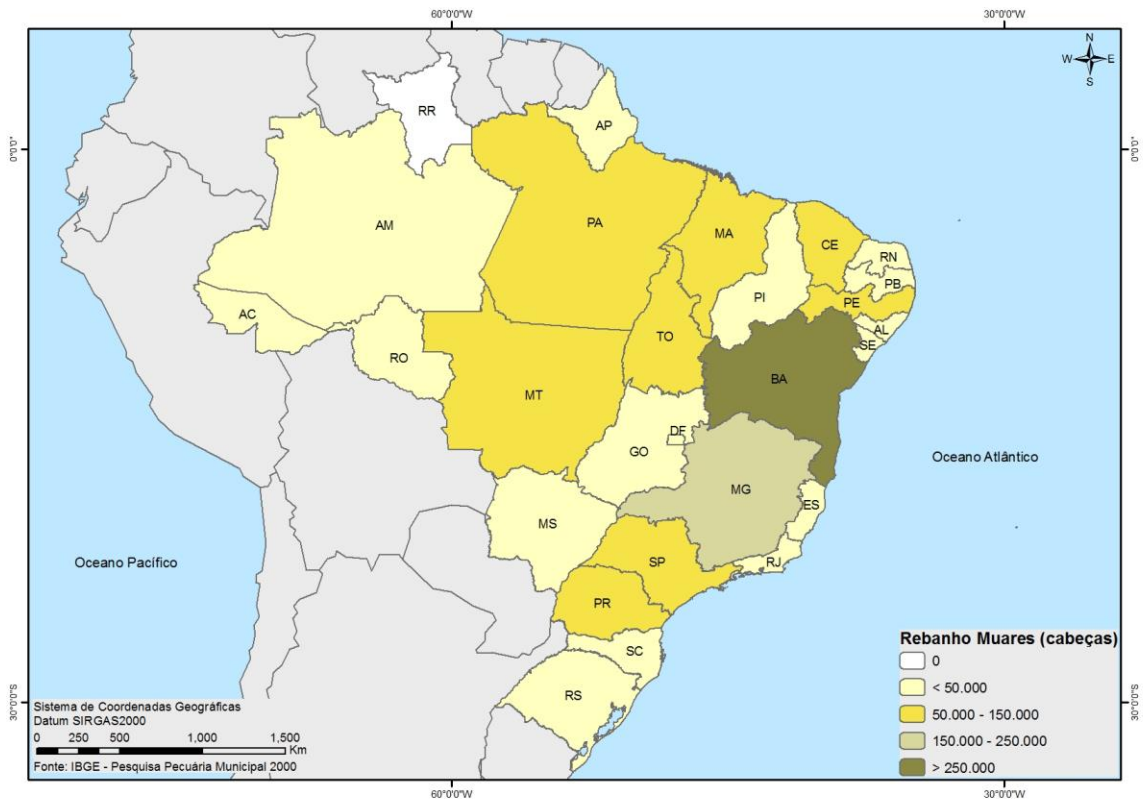 60°0'0"W
30°0'0"W
N
W
E
S
RR
AP
0°0'0"
0°0'0"
AM
PA
MA
CE
RN
PB
PI
PE
AC
AL
TO
SE
RO
BA
MT
DF
GO
Oceano Atlântico
MG
ES
MS
Oceano Pacífico
SP
RJ
PR
Rebanho Muares (cabeças)
SC
0
< 50.000
RS
50.000 - 150.000
150.000 - 250.000
> 250.000
30°0'0"S
30°0'0"S
Sistema de Coordenadas Geográficas
Datum SIRGAS2000
0 250 500 1,000 1,500
Km
Fonte: IBGE - Pesquisa Pecuária Municipal 2000
60°0'0"W
30°0'0"W